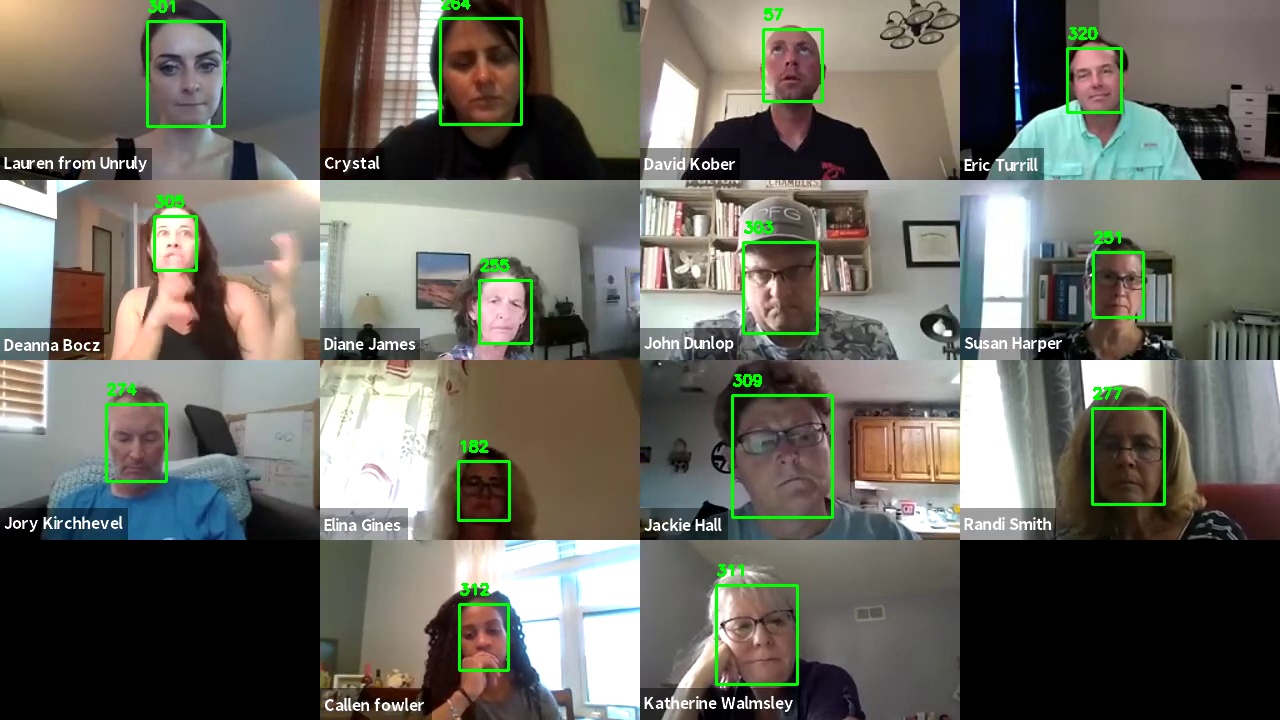 301
264
57
320
Lauren from Unruly
Crystal
David Kober
Eric Turrill
305
255
PFG
363
251
Deanna Bocz
Diane James
John Dunlop
Susan Harper
274
182
309
277
Jory Kirchhevel
Elina Gines
Jackie Hall
Randi Smith
312
311
Callen fowler
Katherine Walmsley